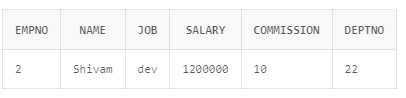 EMPNO NAME JOB SALARY COMMISSION DEPTNO
2 Shivam dev 1200000 10 22